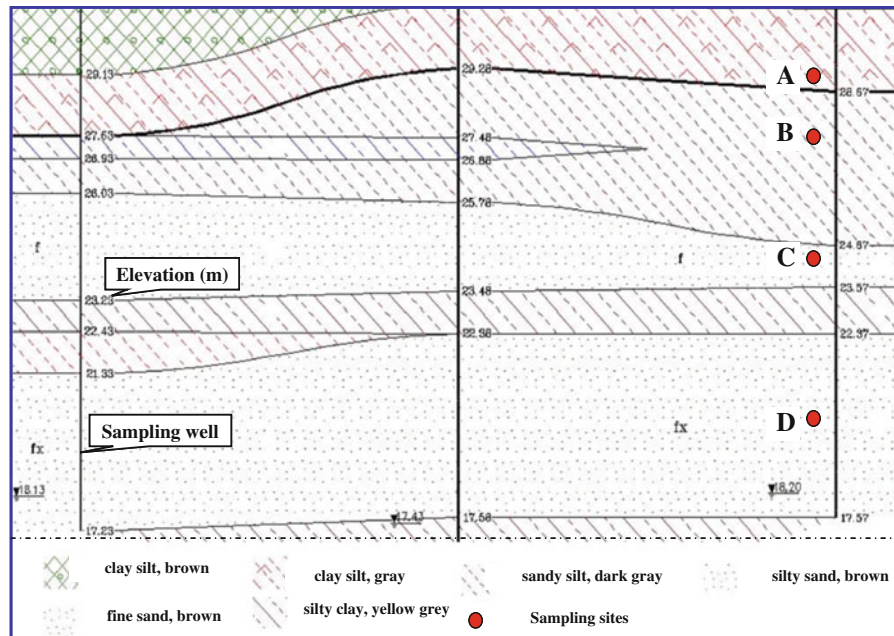 29.13
29.28
A
28.57
27.63
27.48
B
26.93
26.88
26.03
25.78
24.57
f
f
C
Elevation (m)
23.23
23.48
23.57
22.43
22.38
22.37
21.33
Sampling well
D
fx
fx
18.13
18.20
17.43
17.23
17.58
17.57
clay silt, brown
clay silt, gray
sandy silt, dark gray
silty sand, brown
fine sand, brown
silty clay, yellow grey
Sampling sites